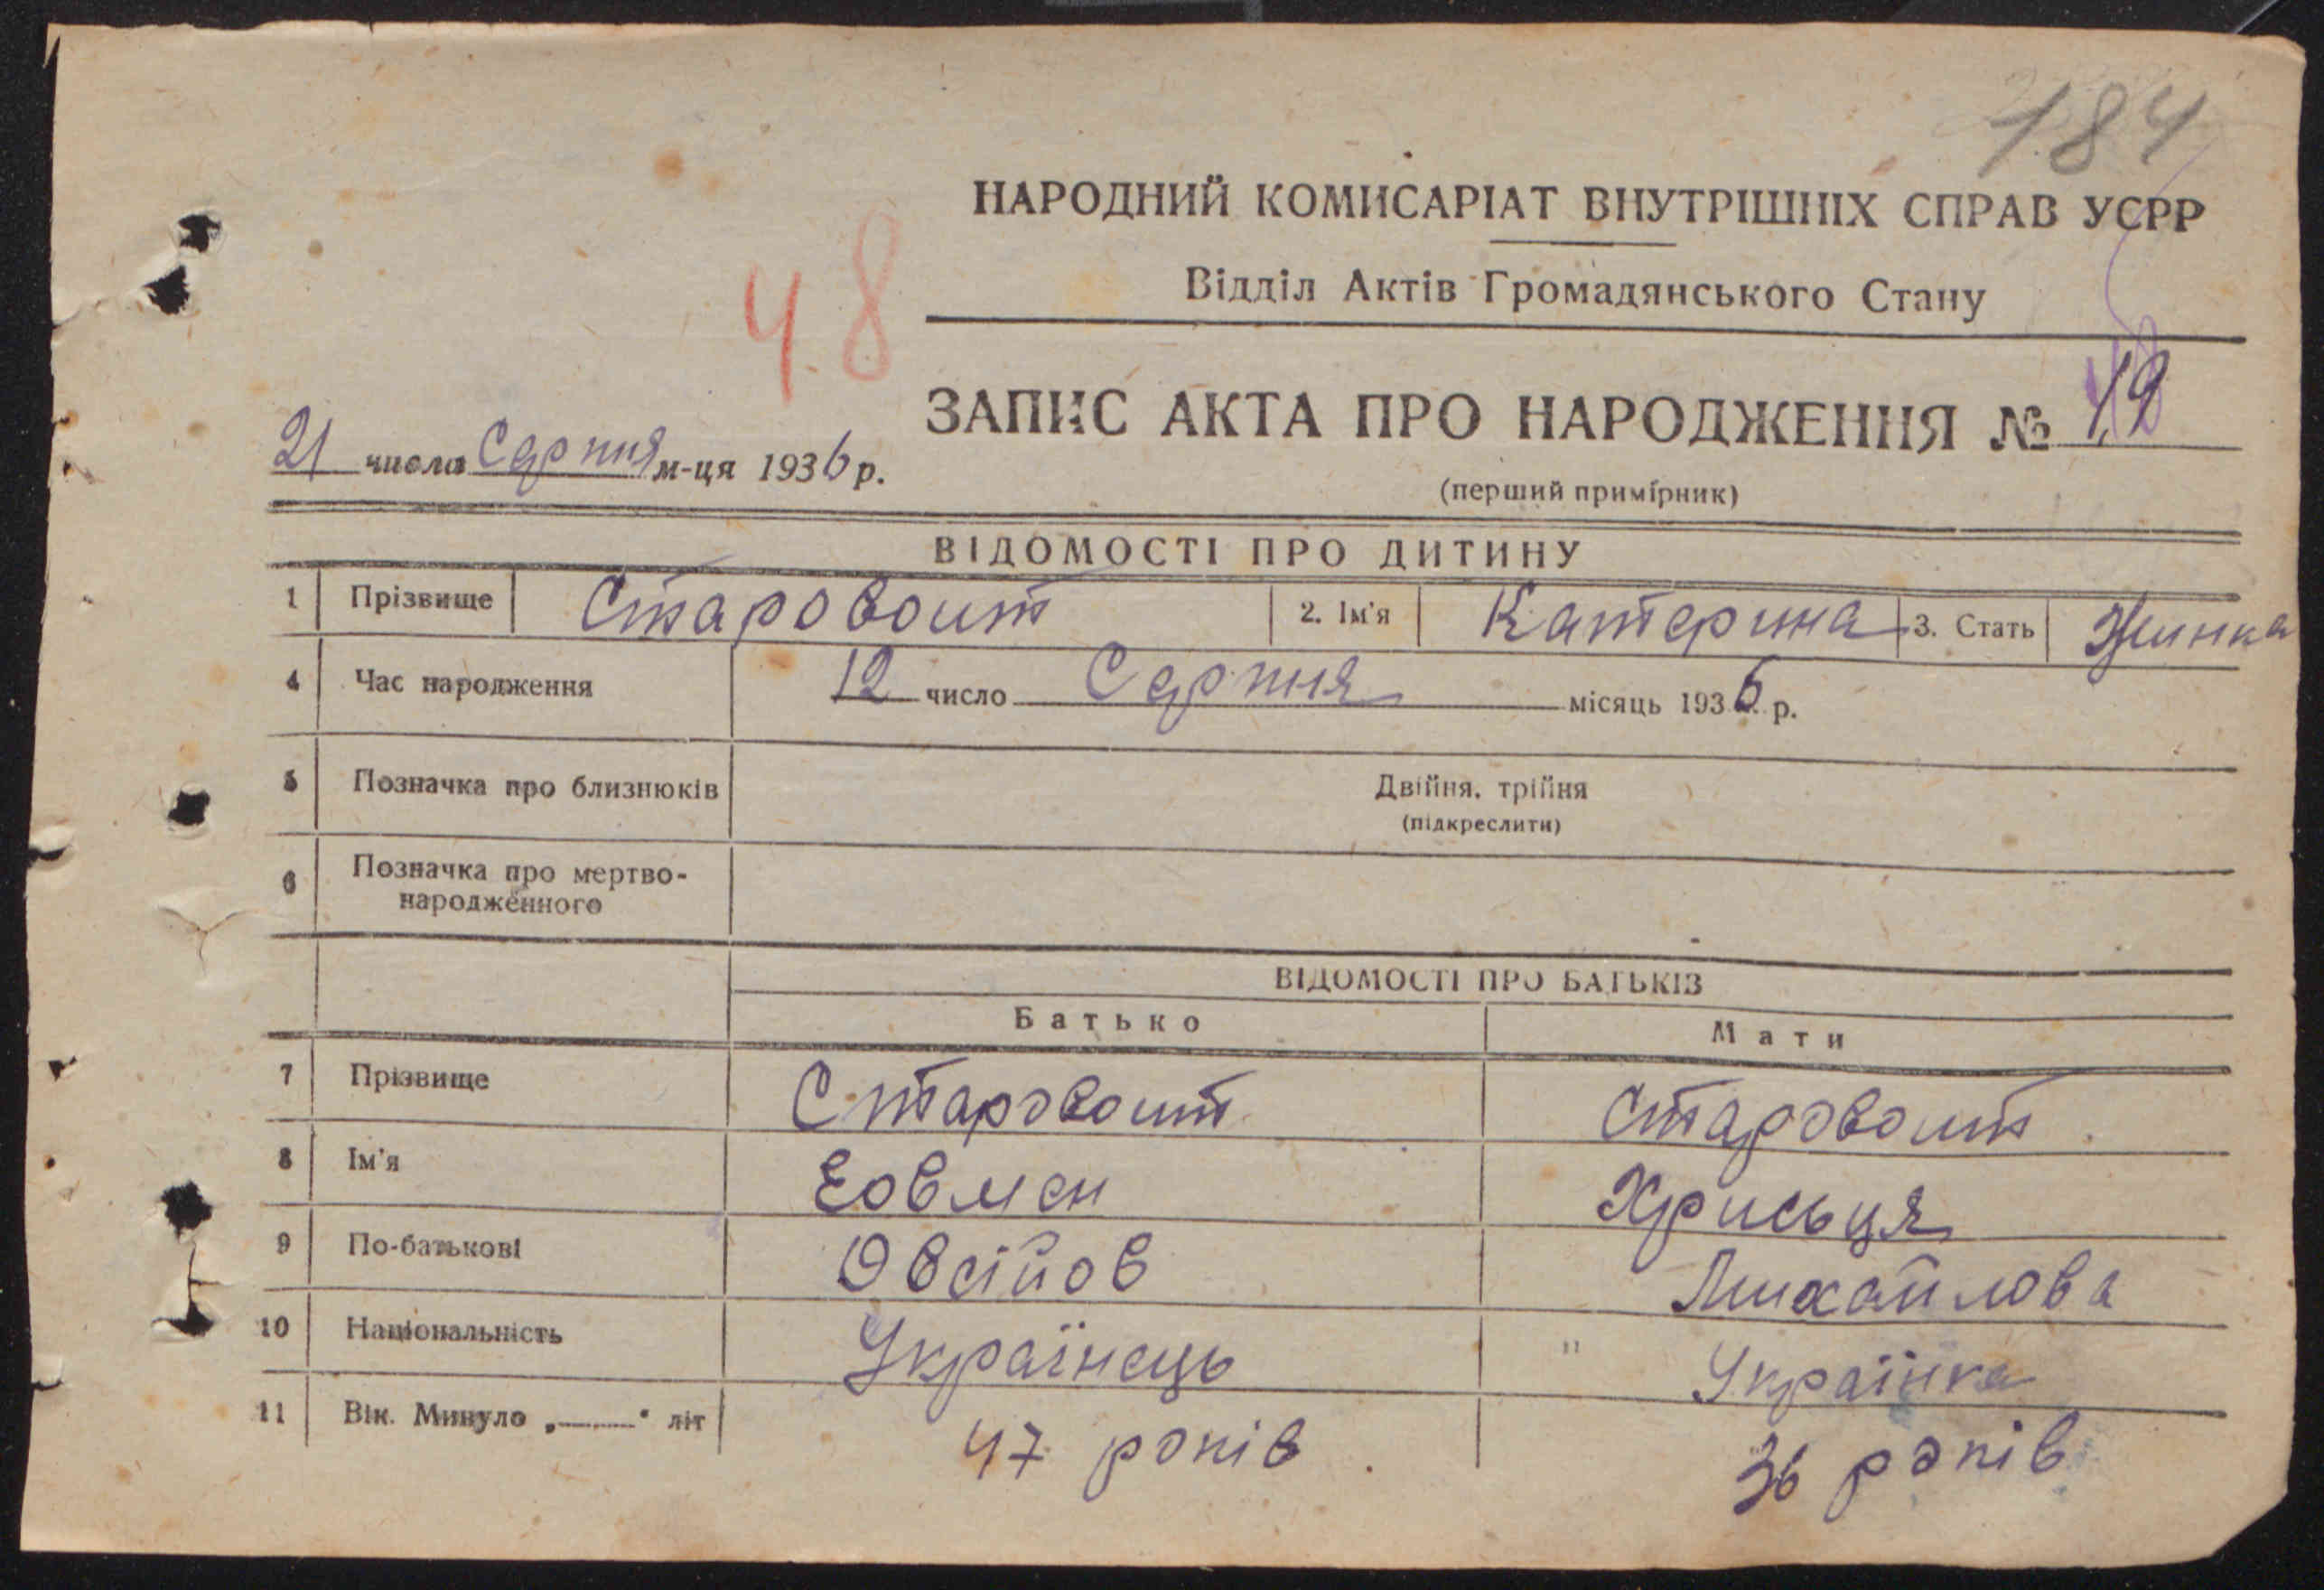 184
НАРОДНИЙ КОМИСАРІАТ ВНУТРІШНІХ СПРАВ УСРР
Відділ Актів Громадянського Стану
48
ЗАПИС АКТА ПРО НАРОДЖЕННЯ №
21 числа Серпня м-ця 1936 р.
(перший примірник)
ВІДОМОСТІ ПРО ДИТИНУ
1 Прізвище Старовоит 2. Ім'я Катерина 3. Стать Жинка
4 Час народження 12 число Серпня місяць 1936 р.
5 Позначка про близнюків Двійня, трійня
(підкреслити)
6 Позначка про мертво-
народженного
ВІДОМОСТІ ПРО БАТЬКІВ
Батько Мати
7 Прізвище Старовоит Старовоит
8 Ім'я Еовмен Хрисьця
9 По-батькові Овсійов Михайлова
10 Національність Українець " Українка
11 Вік. Минуло „——" літ 47 років 36 років